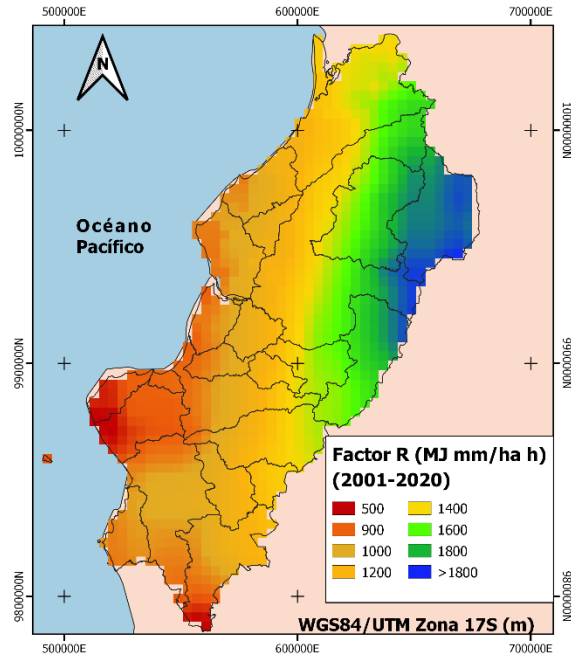 500000E 600000E 700000E
N
10000000N 10000000N
Océano
Pacífico
9900000N 9900000N
Factor R (MJ mm/ha h)
(2001-2020)
500 1400
900 1600
1000 1800
1200 >1800
9800000N 9800000N
WGS84/UTM Zona 17S (m)
500000E 600000E 700000E